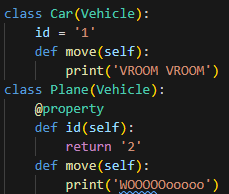 class Car(Vehicle):
    id = '1'
    def move(self):
        print('VROOM VROOM')
class Plane(Vehicle):
    @property
    def id(self):
        return '2'
    def move(self):
        print('WOOOOOooooo')